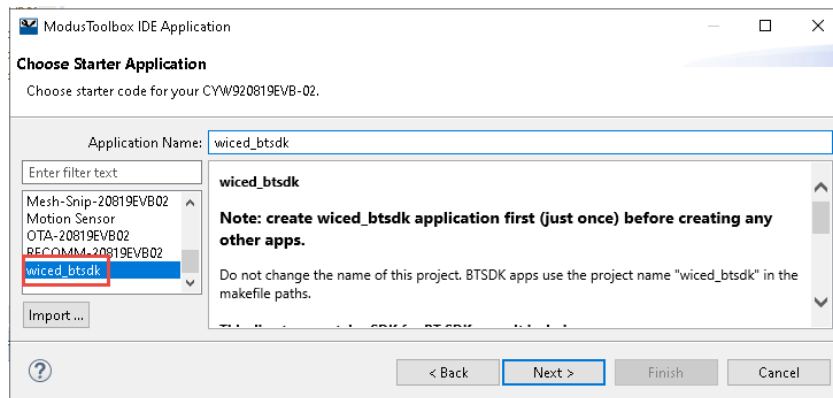 ModusToolbox IDE Application
Choose Starter Application
Choose starter code for your CYW920819EVB-02.
Application Name:
wiced_btsdk
Enter filter text
Mesh-Snip-20819EVB02
Motion Sensor
OTA-20819EVB02
RFCOMM-20819EVB02
wiced_btsdk
Import ...
wiced_btsdk
Note: create wiced_btsdk application first (just once) before creating any
other apps.
Do not change the name of this project. BTSDK apps use the project name "wiced_btsdk" in the
makefile paths.
?
< Back
Next >
Finish
Cancel